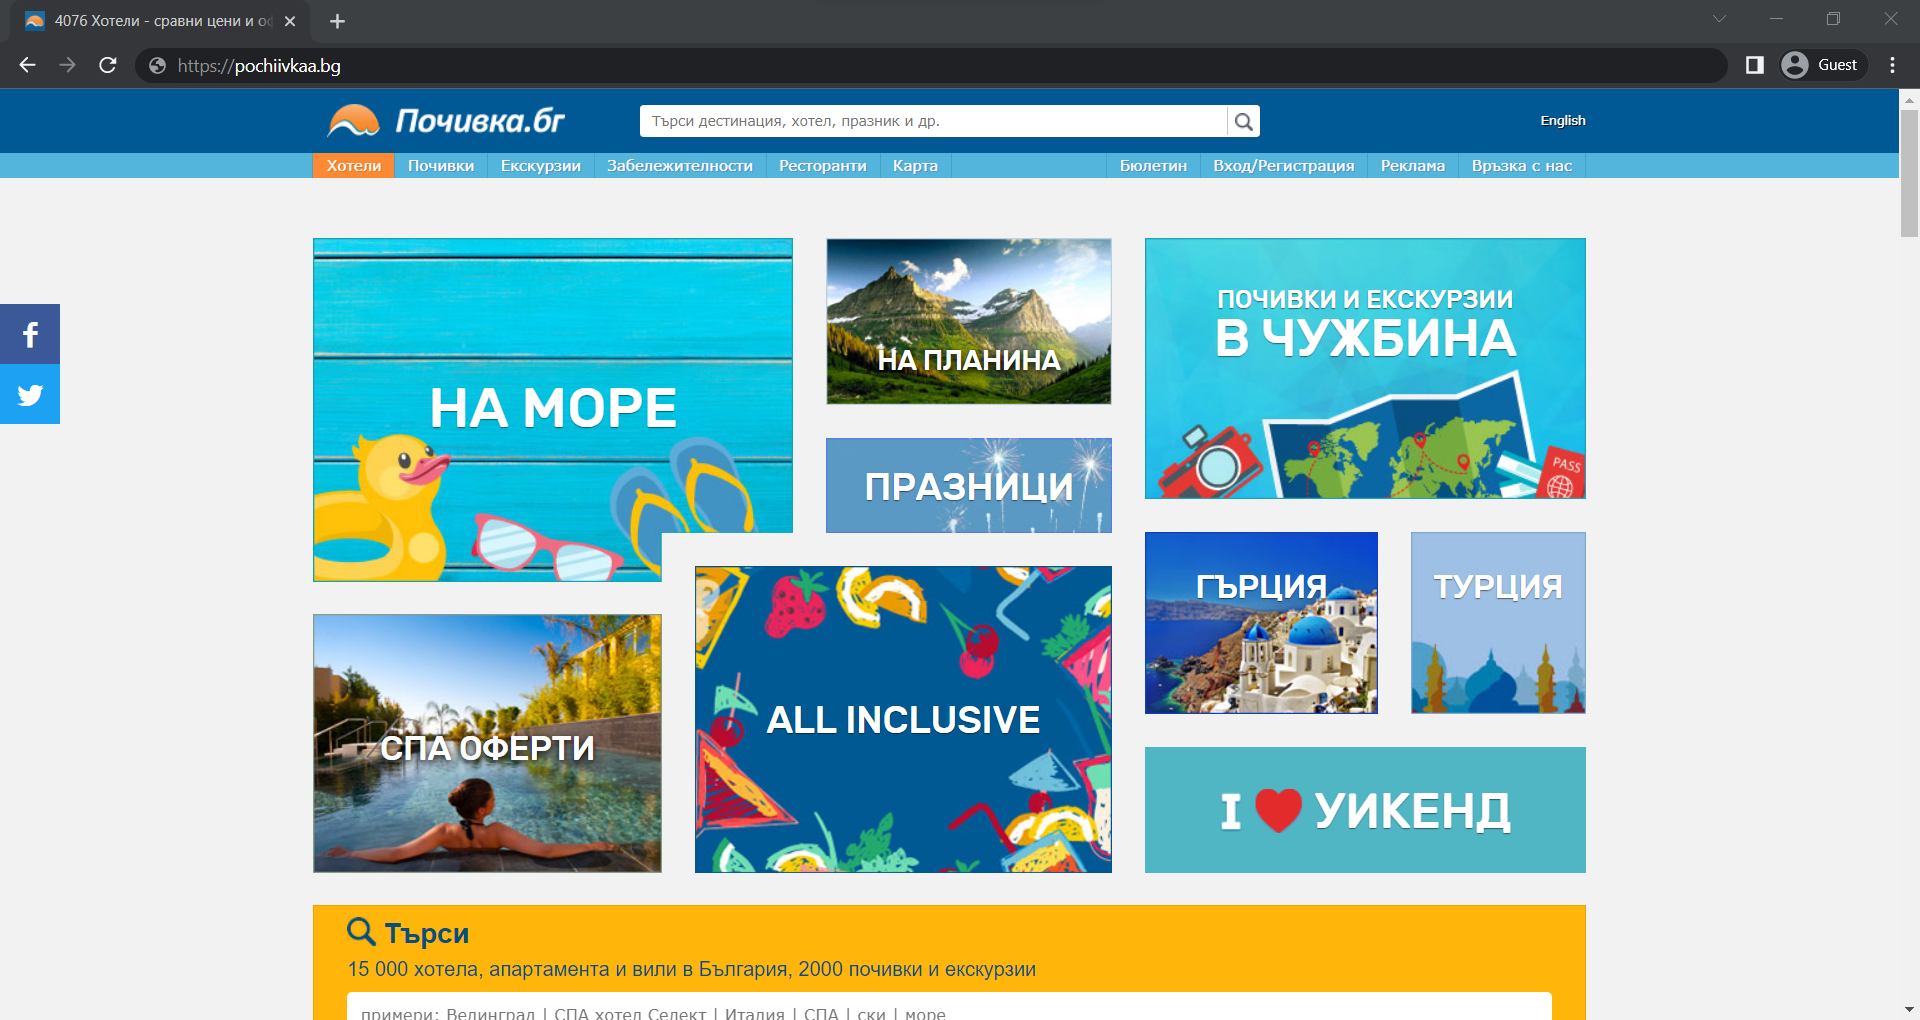 4076 Хотели - сравни цени и о
Guest
https://pochiivkaa.bg
Почивка.бг
Търси дестинация, хотел, празник и др.
English
Хотели
Почивки
Екскурзии
Забележителности
Ресторанти
Карта
Бюлетин
Вход/Регистрация
Реклама
Връзка с нас
НА МОРЕ
НА ПЛАНИНА
ПОЧИВКИ И ЕКСКУРЗИИ
В ЧУЖБИНА
PASS
ПРАЗНИЦИ
ГЪРЦИЯ
ТУРЦИЯ
СПА ОФЕРТИ
ALL INCLUSIVE
I ❤ УИКЕНД
Търси
15 000 хотела, апартамента и вили в България, 2000 почивки и екскурзии
примери: Велинград | СПА хотел Селект | Италия | СПА | ски | море